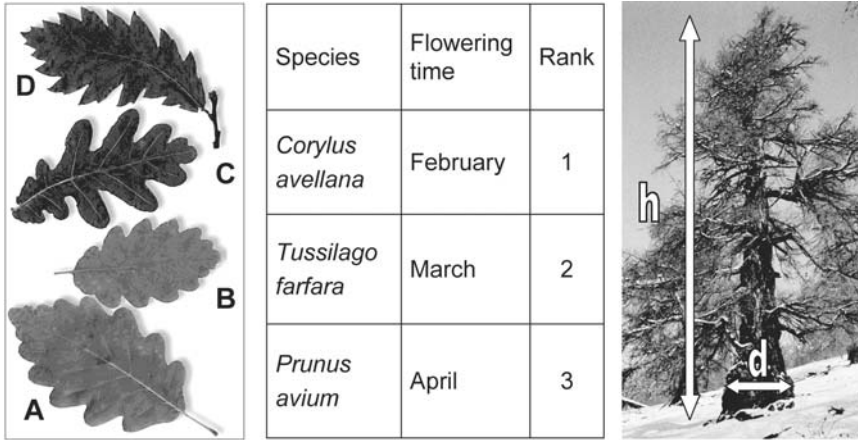 D
C
B
A
Species
Flowering
time
Rank
Corylus
avellana
February
1
Tussilago
farfara
March
2
Prunus
avium
April
3
h
d